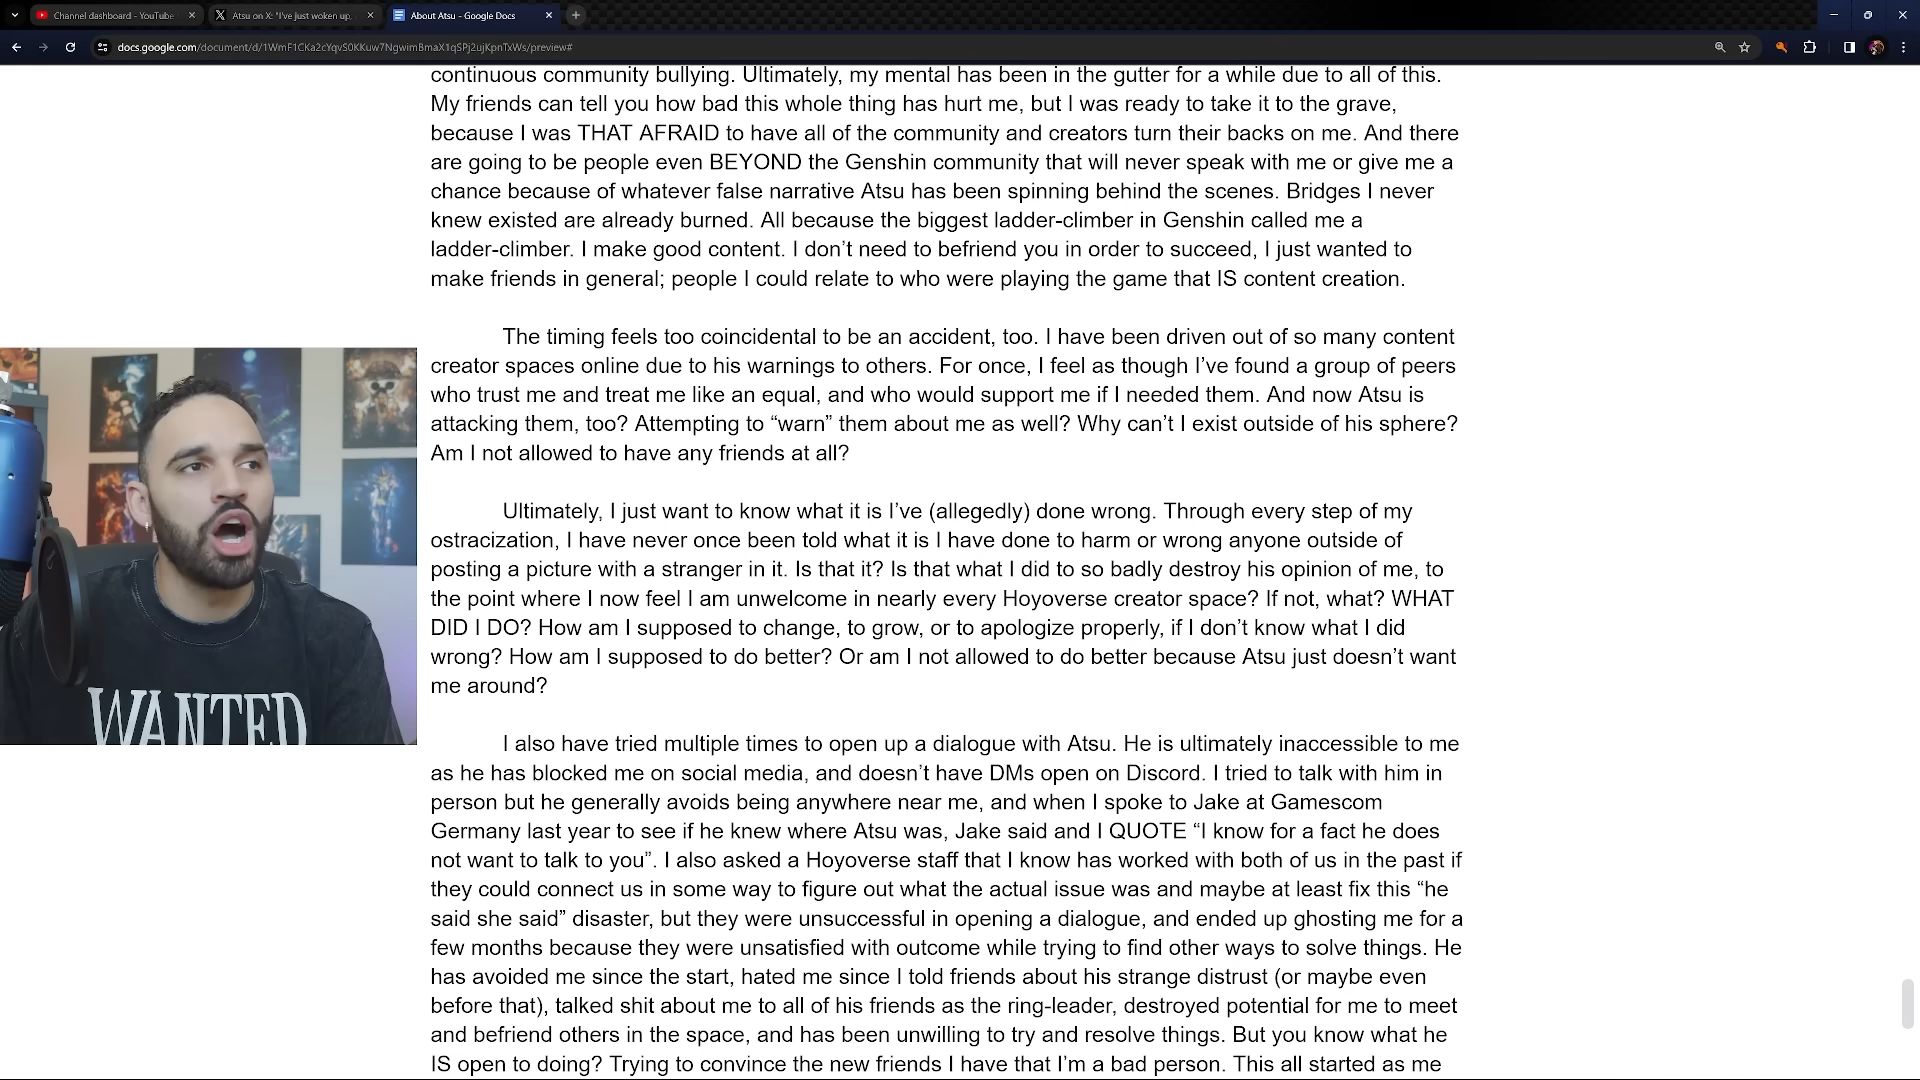 Channel dashboard - YouTube
Atsu on X: "I've just woken up,
About Atsu - Google Docs
docs.google.com/document/d/1WmF1CKa2cYqvS0KKuw7NgwimBmaX1qSPj2ujKpnTxWs/preview#
continuous community bullying. Ultimately, my mental has been in the gutter for a while due to all of this.
My friends can tell you how bad this whole thing has hurt me, but I was ready to take it to the grave,
because I was THAT AFRAID to have all of the community and creators turn their backs on me. And there
are going to be people even BEYOND the Genshin community that will never speak with me or give me a
chance because of whatever false narrative Atsu has been spinning behind the scenes. Bridges I never
knew existed are already burned. All because the biggest ladder-climber in Genshin called me a
ladder-climber. I make good content. I don’t need to befriend you in order to succeed, I just wanted to
make friends in general; people I could relate to who were playing the game that IS content creation.
The timing feels too coincidental to be an accident, too. I have been driven out of so many content
creator spaces online due to his warnings to others. For once, I feel as though I’ve found a group of peers
who trust me and treat me like an equal, and who would support me if I needed them. And now Atsu is
attacking them, too? Attempting to “warn” them about me as well? Why can’t I exist outside of his sphere?
Am I not allowed to have any friends at all?
Ultimately, I just want to know what it is I’ve (allegedly) done wrong. Through every step of my
ostracization, I have never once been told what it is I have done to harm or wrong anyone outside of
posting a picture with a stranger in it. Is that it? Is that what I did to so badly destroy his opinion of me, to
the point where I now feel I am unwelcome in nearly every Hoyoverse creator space? If not, what? WHAT
DID I DO? How am I supposed to change, to grow, or to apologize properly, if I don’t know what I did
wrong? How am I supposed to do better? Or am I not allowed to do better because Atsu just doesn’t want
me around?
WANTED
I also have tried multiple times to open up a dialogue with Atsu. He is ultimately inaccessible to me
as he has blocked me on social media, and doesn’t have DMs open on Discord. I tried to talk with him in
person but he generally avoids being anywhere near me, and when I spoke to Jake at Gamescom
Germany last year to see if he knew where Atsu was, Jake said and I QUOTE “I know for a fact he does
not want to talk to you”. I also asked a Hoyoverse staff that I know has worked with both of us in the past if
they could connect us in some way to figure out what the actual issue was and maybe at least fix this “he
said she said” disaster, but they were unsuccessful in opening a dialogue, and ended up ghosting me for a
few months because they were unsatisfied with outcome while trying to find other ways to solve things. He
has avoided me since the start, hated me since I told friends about his strange distrust (or maybe even
before that), talked shit about me to all of his friends as the ring-leader, destroyed potential for me to meet
and befriend others in the space, and has been unwilling to try and resolve things. But you know what he
IS open to doing? Trying to convince the new friends I have that I’m a bad person. This all started as me